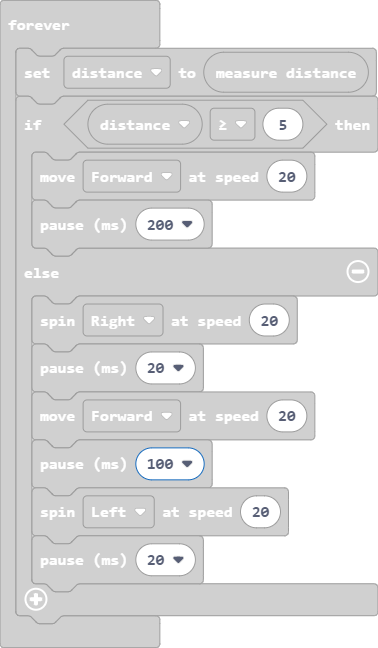 forever
set distance to measure distance
if distance ≥ 5 then
move Forward at speed 20
pause (ms) 200
else
spin Right at speed 20
pause (ms) 20
move Forward at speed 20
pause (ms) 100
spin Left at speed 20
pause (ms) 20